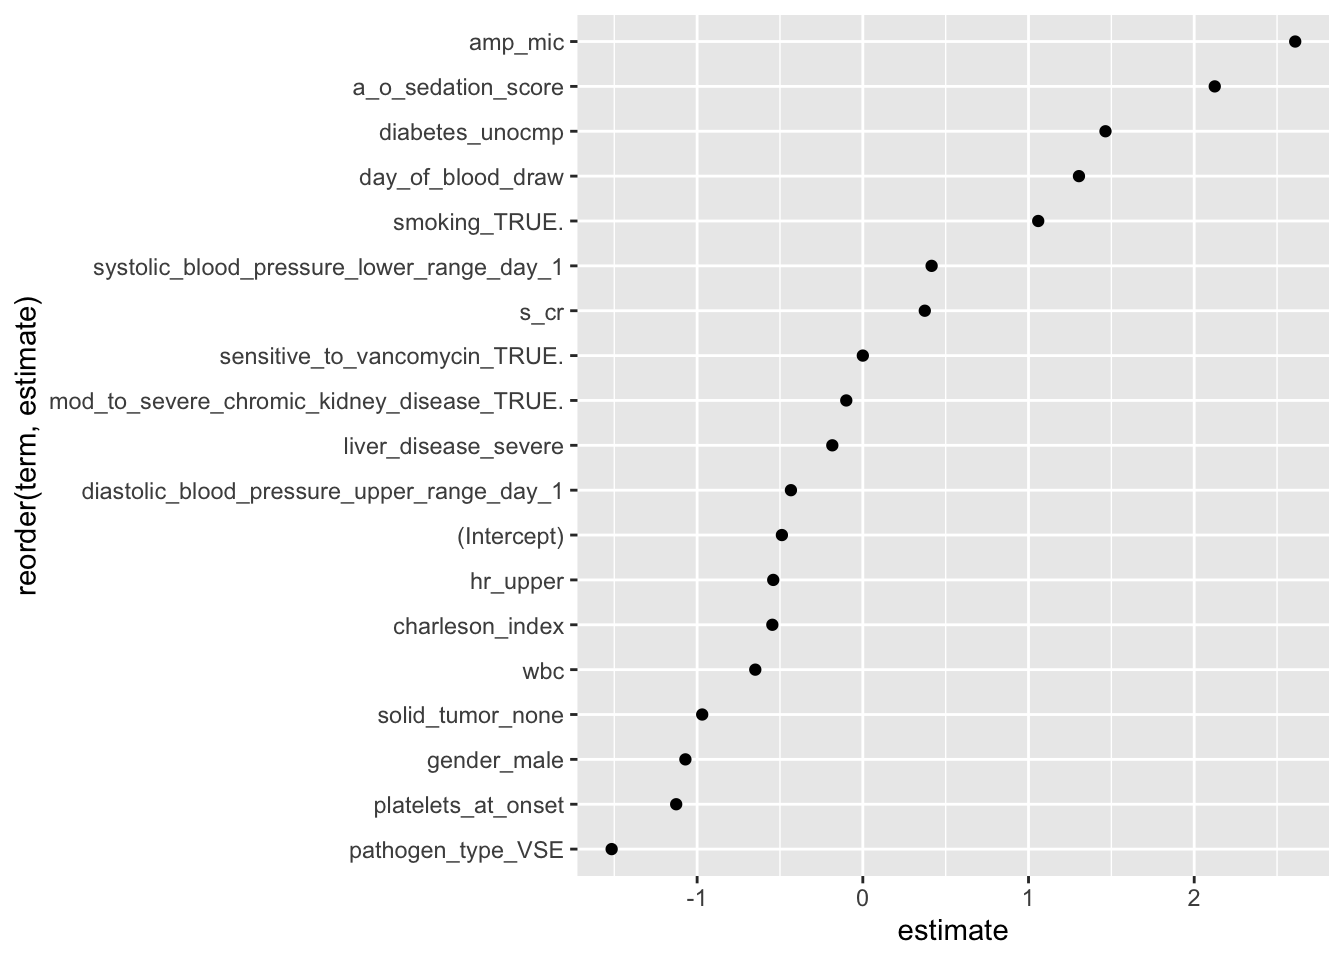 amp_mic
a_o_sedation_score
diabetes_unocmp
day_of_blood_draw
smoking_TRUE.
systolic_blood_pressure_lower_range_day_1
s_cr
sensitive_to_vancomycin_TRUE.
mod_to_severe_chromic_kidney_disease_TRUE.
liver_disease_severe
diastolic_blood_pressure_upper_range_day_1
(Intercept)
hr_upper
charleson_index
wbc
solid_tumor_none
gender_male
platelets_at_onset
pathogen_type_VSE
reorder(term, estimate)
-1 0 1 2
estimate